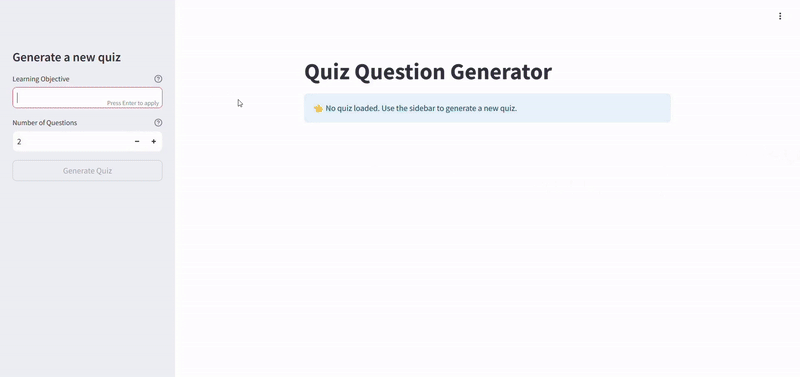 Generate a new quiz
Learning Objective
Press Enter to apply
Number of Questions
2
Generate Quiz
Quiz Question Generator
👈 No quiz loaded. Use the sidebar to generate a new quiz.